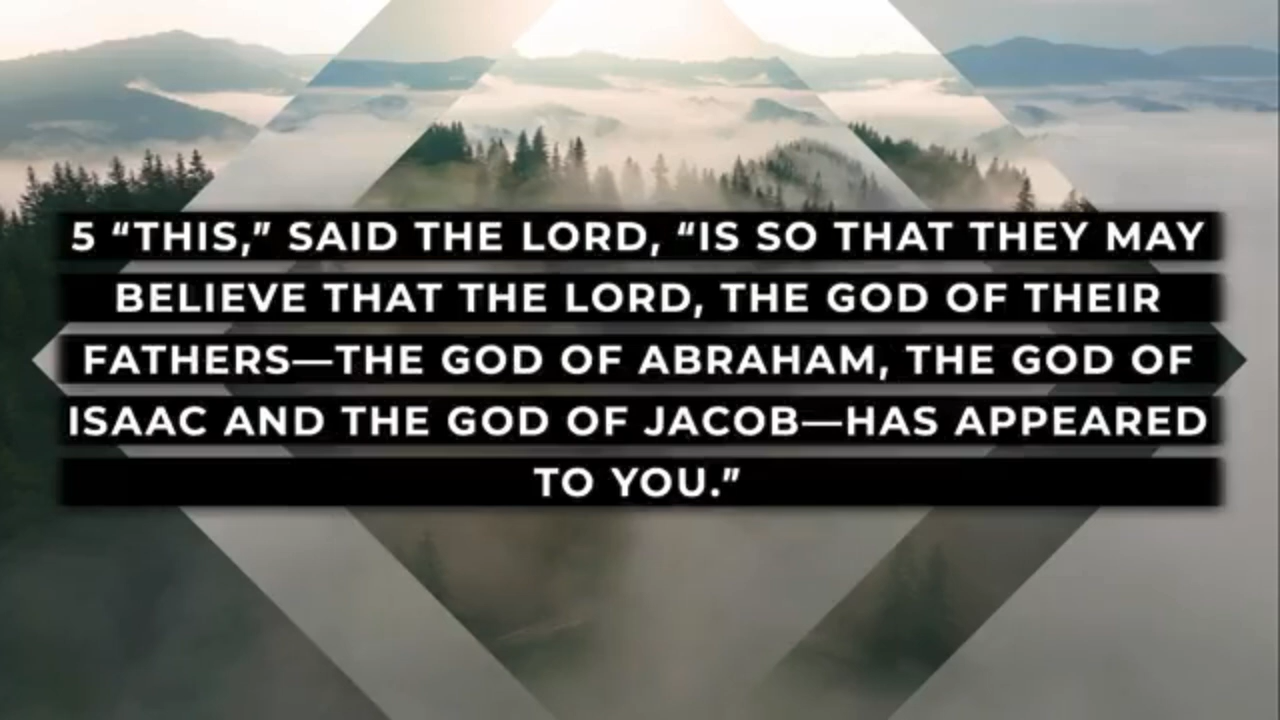 5 “THIS,” SAID THE LORD, “IS SO THAT THEY MAY
BELIEVE THAT THE LORD, THE GOD OF THEIR
FATHERS—THE GOD OF ABRAHAM, THE GOD OF
ISAAC AND THE GOD OF JACOB—HAS APPEARED
TO YOU.”